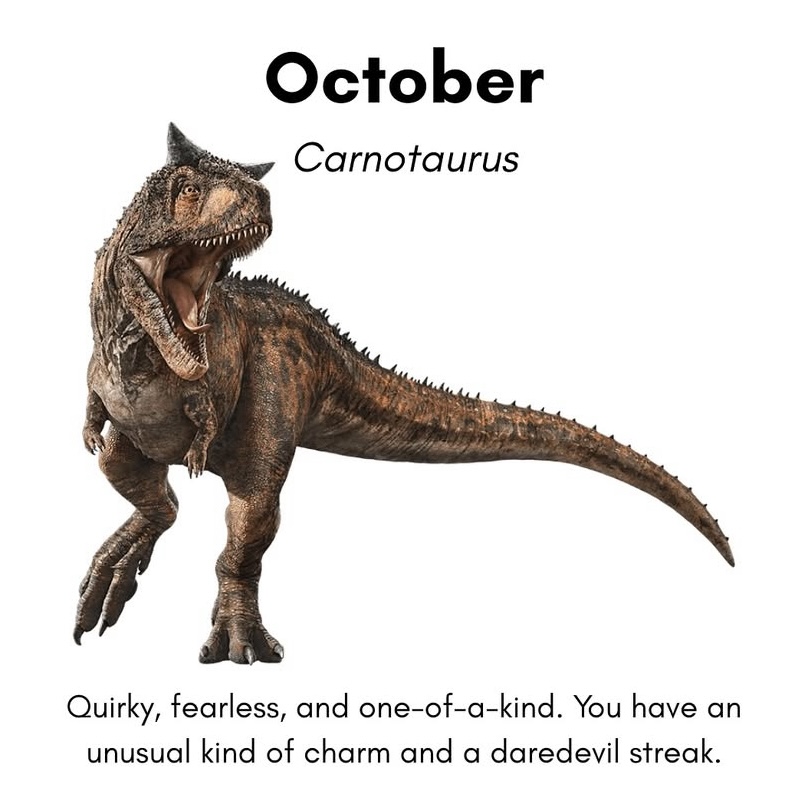 October
Carnotaurus
Quirky, fearless, and one-of-a-kind. You have an
unusual kind of charm and a daredevil streak.